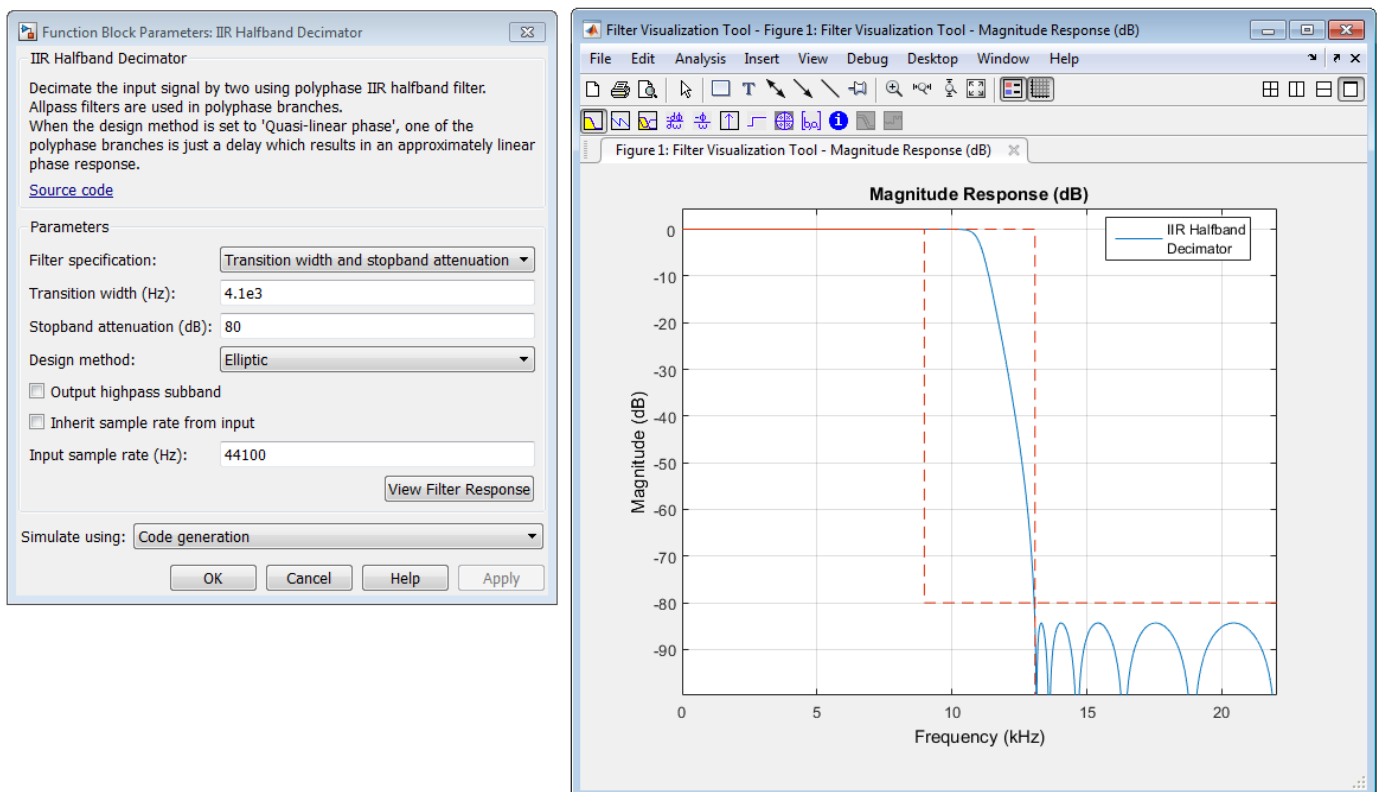 Function Block Parameters: IIR Halfband Decimator
IIR Halfband Decimator
Decimate the input signal by two using polyphase IIR halfband filter.
Allpass filters are used in polyphase branches.
When the design method is set to 'Quasi-linear phase', one of the
polyphase branches is just a delay which results in an approximately linear
phase response.
Source code
Parameters
Filter specification: Transition width and stopband attenuation
Transition width (Hz): 4.1e3
Stopband attenuation (dB): 80
Design method: Elliptic
Output highpass subband
Inherit sample rate from input
Input sample rate (Hz): 44100
View Filter Response
Simulate using: Code generation
OK Cancel Help Apply
Filter Visualization Tool - Figure 1: Filter Visualization Tool - Magnitude Response (dB)
File Edit Analysis Insert View Debug Desktop Window Help
Figure 1: Filter Visualization Tool - Magnitude Response (dB)
Magnitude Response (dB)
IIR Halfband
Decimator
0
-10
-20
-30
-40
-50
-60
-70
-80
-90
Magnitude (dB)
0 5 10 15 20
Frequency (kHz)